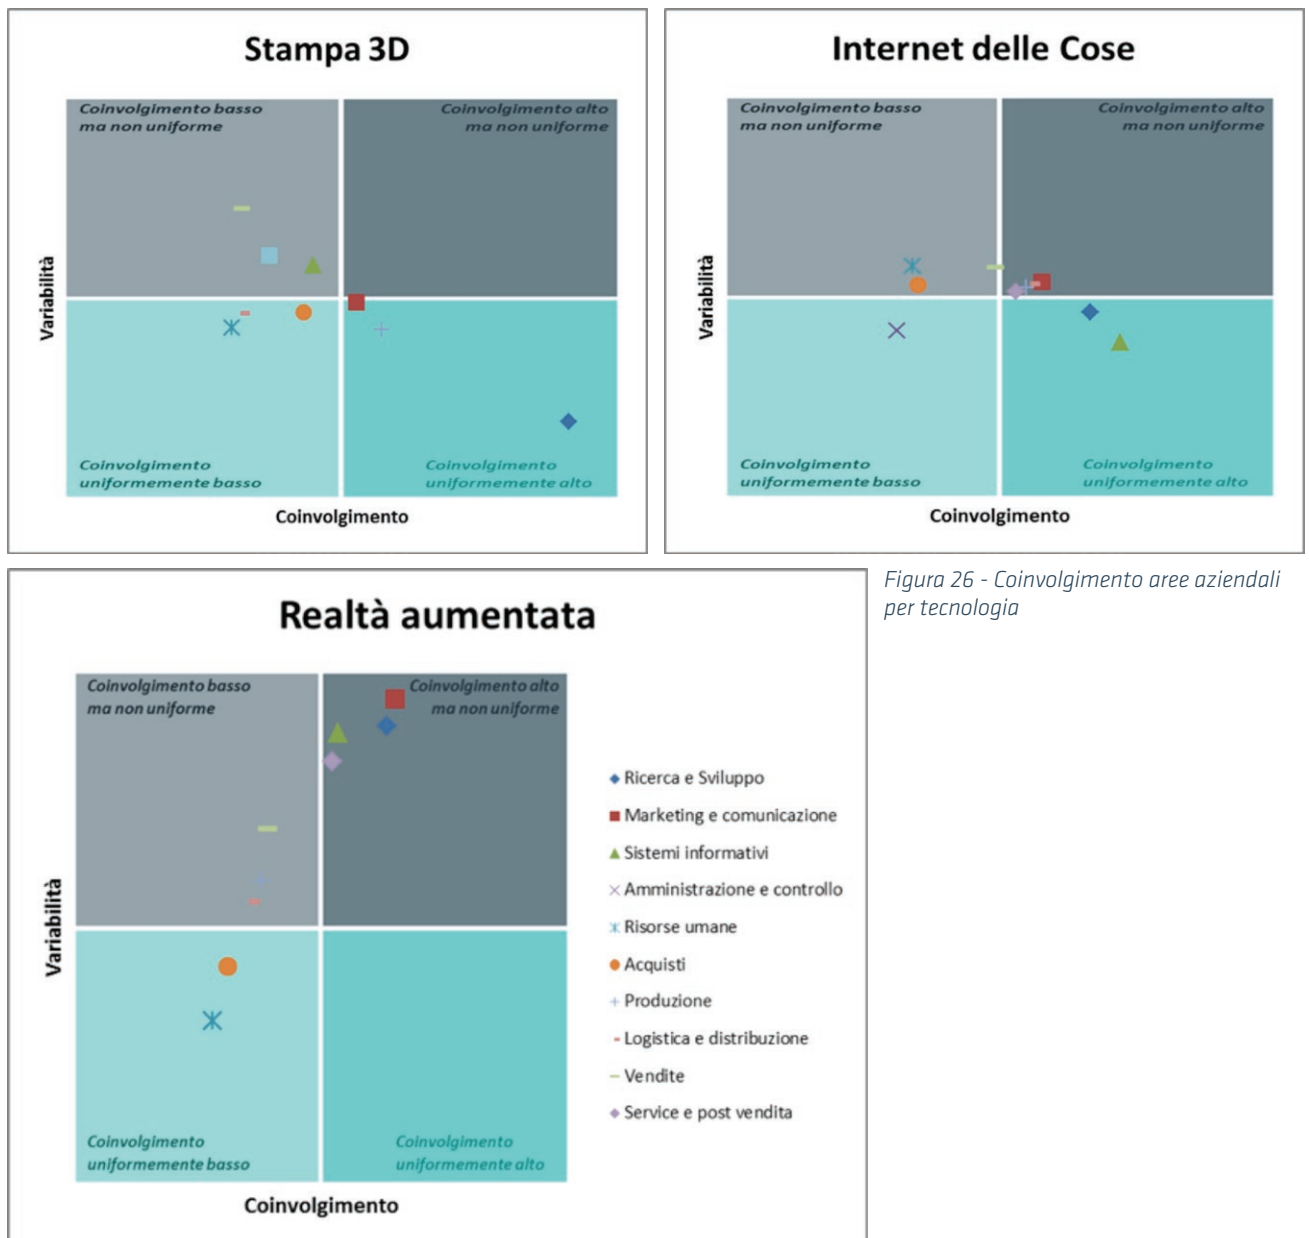 Stampa 3D
Coinvolgimento basso
ma non uniforme
Coinvolgimento alto
ma non uniforme
Variabilità
Coinvolgimento
uniformemente basso
Coinvolgimento
uniformemente alto
Coinvolgimento
Internet delle Cose
Coinvolgimento basso
ma non uniforme
Coinvolgimento alto
ma non uniforme
Variabilità
Coinvolgimento
uniformemente basso
Coinvolgimento
uniformemente alto
Coinvolgimento
Figura 26 - Coinvolgimento aree aziendali
per tecnologia
Realtà aumentata
Coinvolgimento basso
ma non uniforme
Coinvolgimento alto
ma non uniforme
Variabilità
Coinvolgimento
uniformemente basso
Coinvolgimento
uniformemente alto
Coinvolgimento
Ricerca e Sviluppo
Marketing e comunicazione
Sistemi informativi
Amministrazione e controllo
Risorse umane
Acquisti
Produzione
Logistica e distribuzione
Vendite
Service e post vendita